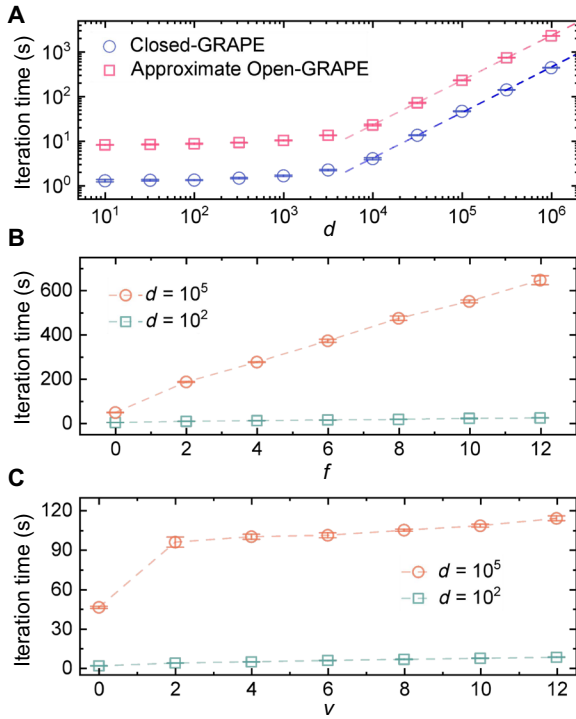 A
Iteration time (s)
10³
10²
10¹
10⁰
Closed-GRAPE
Approximate Open-GRAPE
10¹ 10² 10³ 10⁴ 10⁵ 10⁶
d
B
Iteration time (s)
600
400
200
0
d = 10⁵
d = 10²
0 2 4 6 8 10 12
f
C
Iteration time (s)
120
90
60
30
0
d = 10⁵
d = 10²
0 2 4 6 8 10 12
v